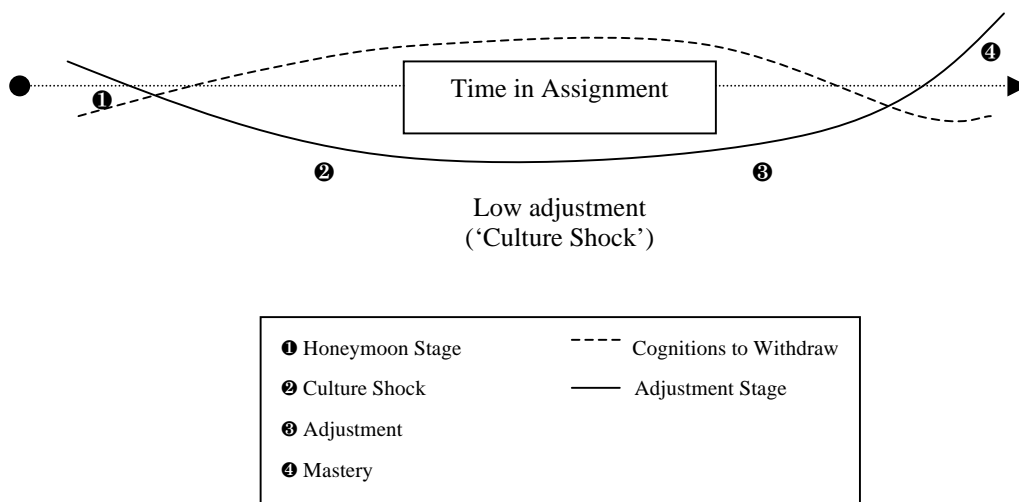 ❹
❶
Time in Assignment
❷
❸
Low adjustment
(‘Culture Shock’)
❶ Honeymoon Stage
Cognitions to Withdraw
❷ Culture Shock
Adjustment Stage
❸ Adjustment
❹ Mastery